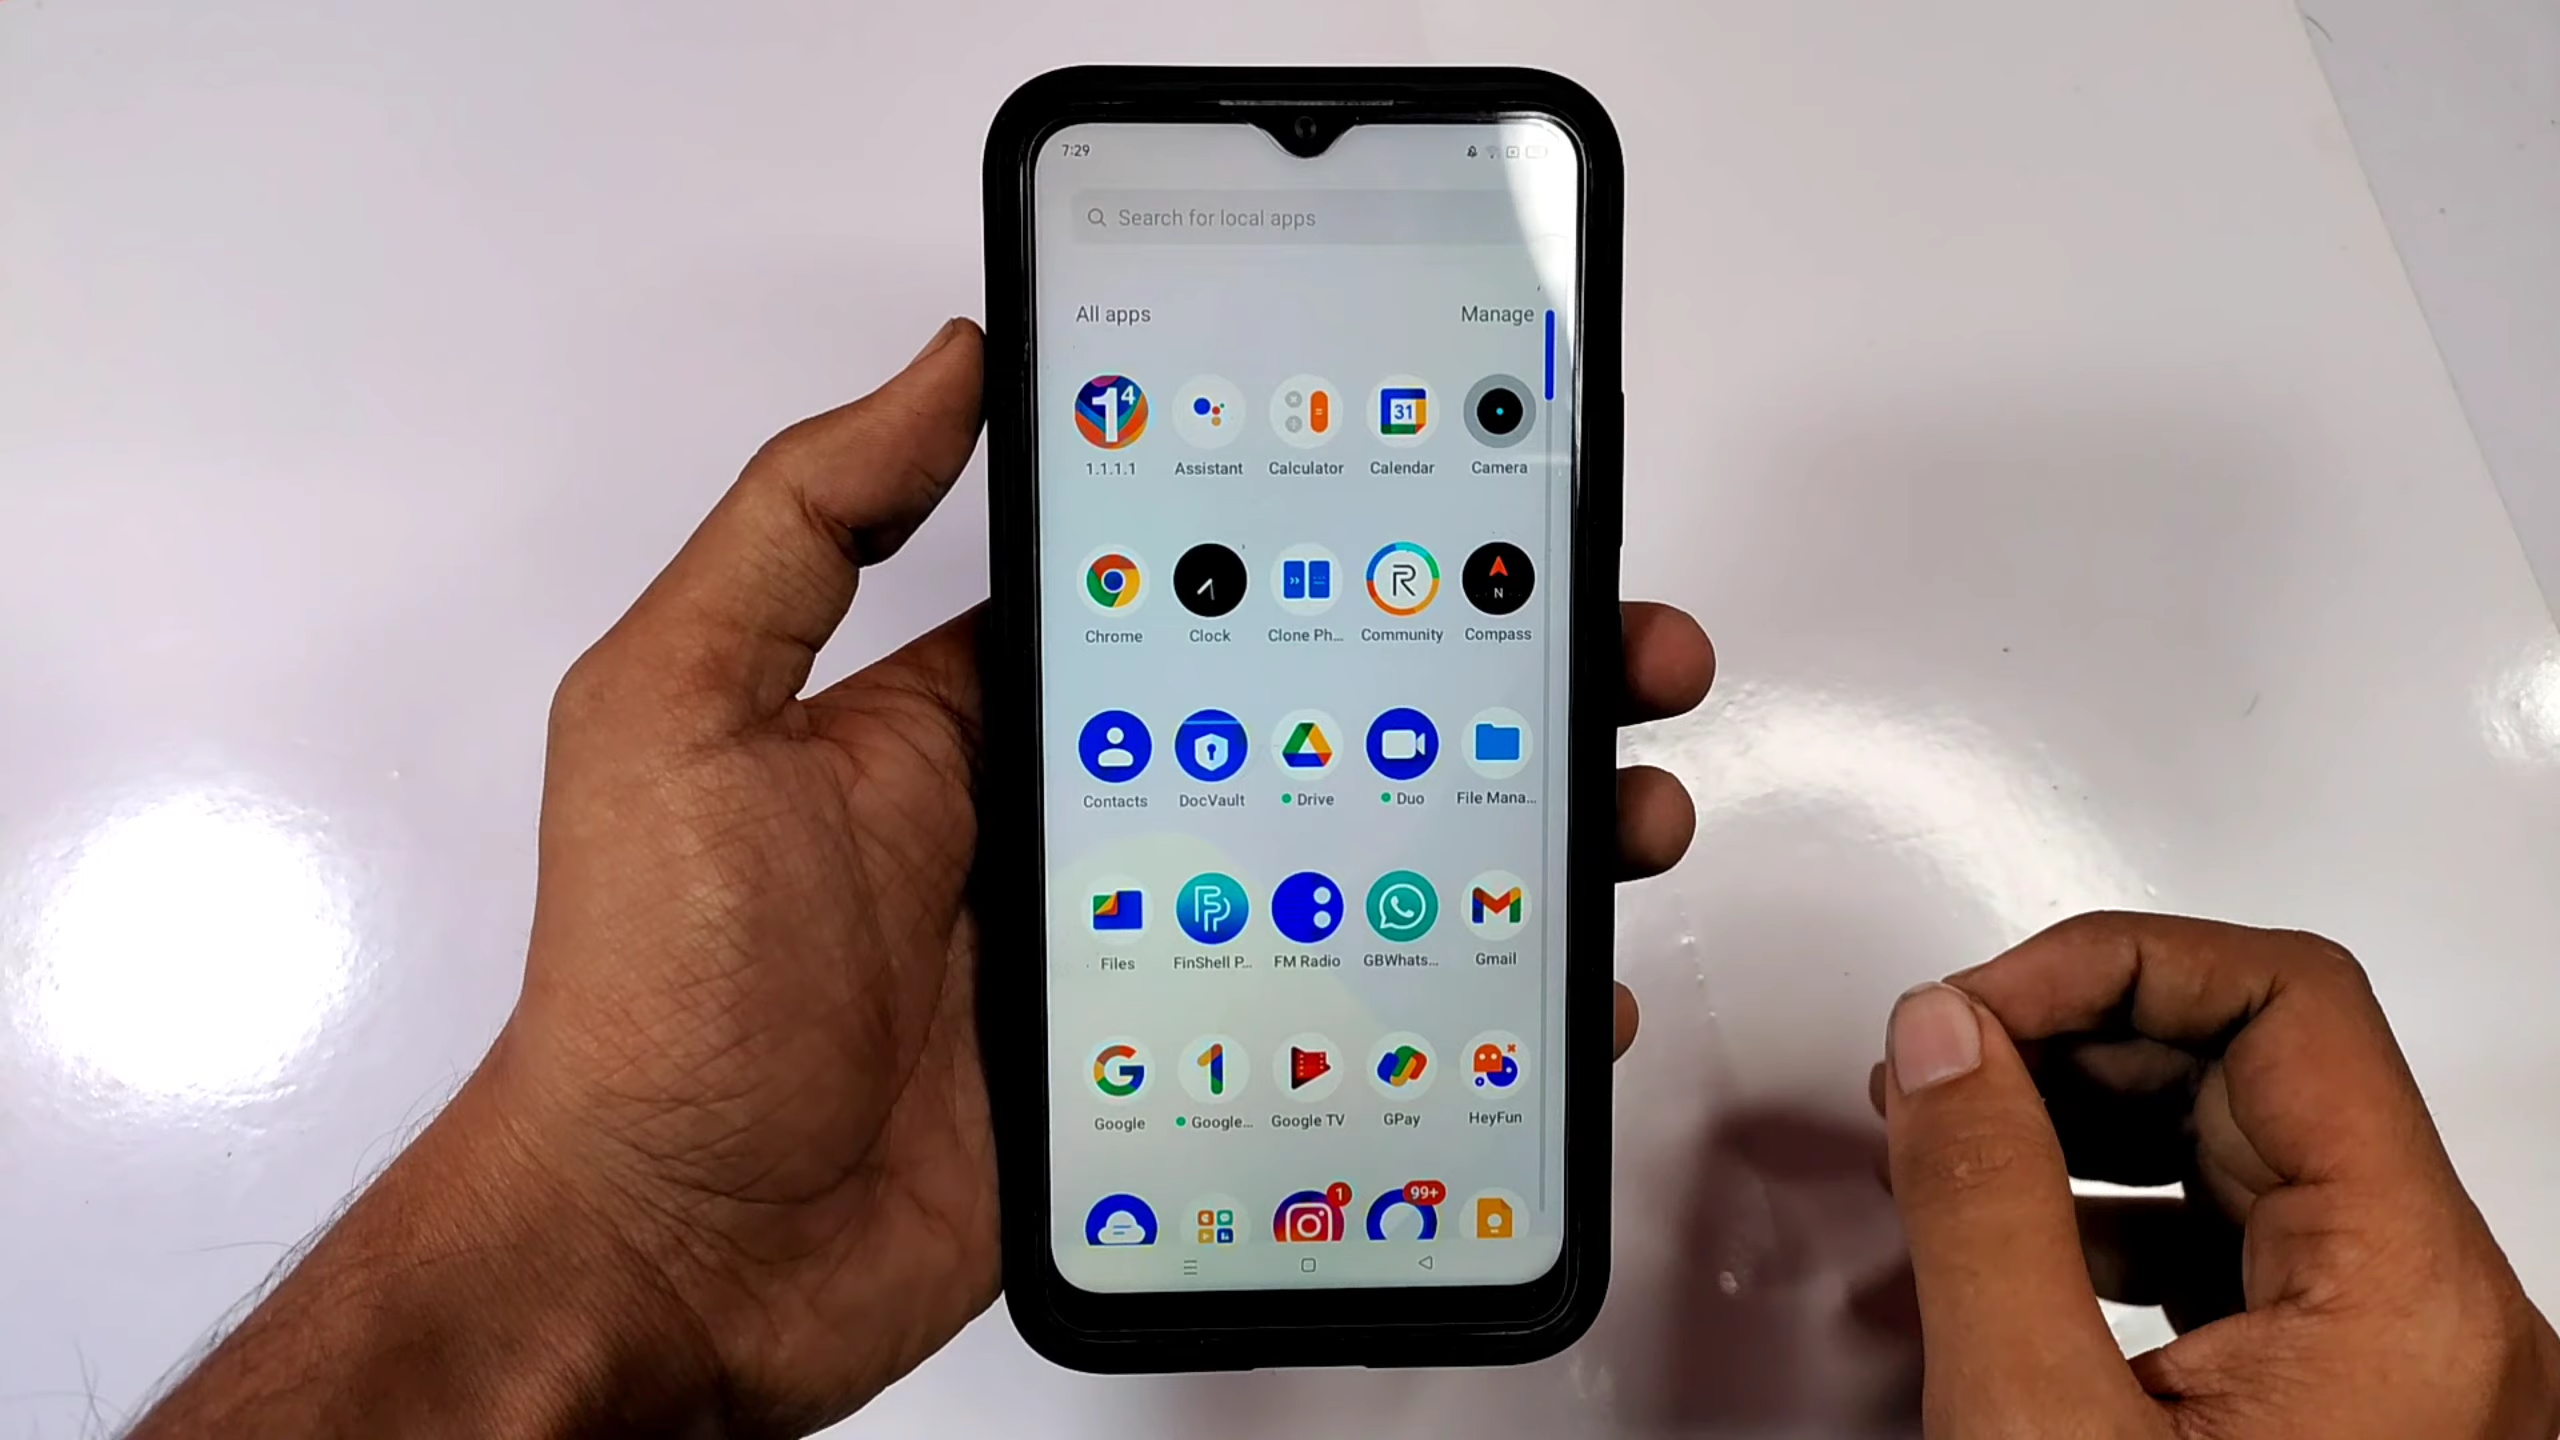 7:29
Search for local apps
All apps Manage
1⁴ 31
1.1.1.1 Assistant Calculator Calendar Camera
R N
Chrome Clock Clone Ph... Community Compass
Contacts DocVault Drive Duo File Mana...
Files FinShell P... FM Radio GBWhats... Gmail
G 1
Google Google... Google TV GPay HeyFun
1 99+